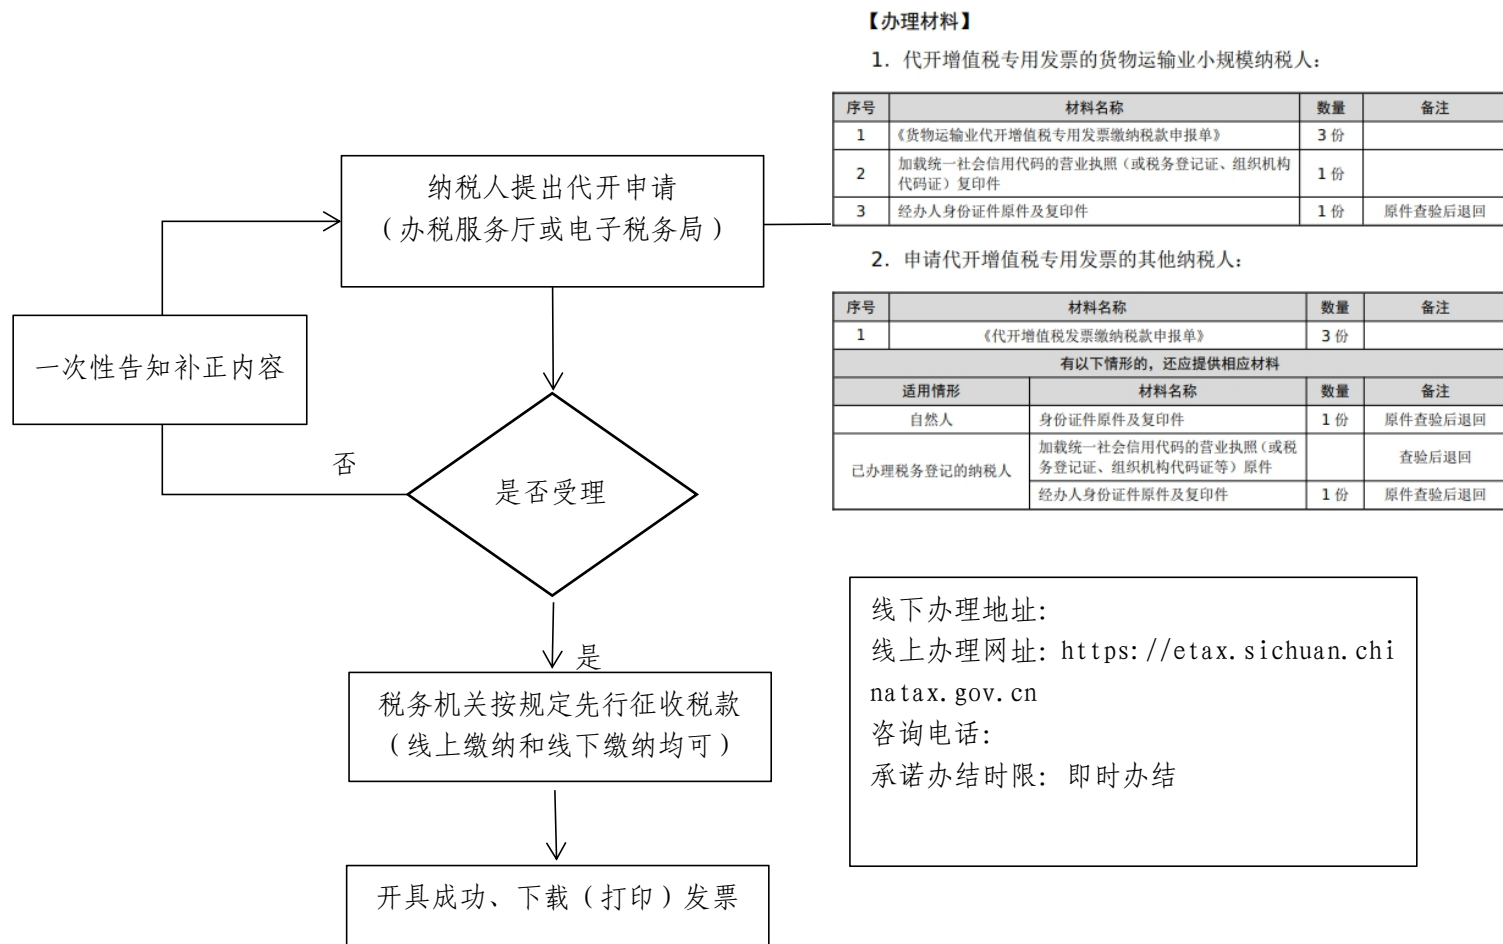 纳税人提出代开申请
（办税服务厅或电子税务局）
一次性告知补正内容
否
是否受理
是
税务机关按规定先行征收税款
（线上缴纳和线下缴纳均可）
开具成功、下载（打印）发票
【办理材料】
1. 代开增值税专用发票的货物运输业小规模纳税人：
序号 材料名称 数量 备注
1 《货物运输业代开增值税专用发票缴纳税款申报单》 3 份
2 加载统一社会信用代码的营业执照（或税务登记证、组织机构
代码证）复印件 1 份
3 经办人身份证件原件及复印件 1 份 原件查验后退回
2. 申请代开增值税专用发票的其他纳税人：
序号 材料名称 数量 备注
1 《代开增值税发票缴纳税款申报单》 3 份
有以下情形的，还应提供相应材料
适用情形 材料名称 数量 备注
自然人 身份证件原件及复印件 1 份 原件查验后退回
已办理税务登记的纳税人 加载统一社会信用代码的营业执照（或税
务登记证、组织机构代码证等）原件 查验后退回
经办人身份证件原件及复印件 1 份 原件查验后退回
线下办理地址：
线上办理网址：https://etax.sichuan.chi
natax.gov.cn
咨询电话：
承诺办结时限：即时办结